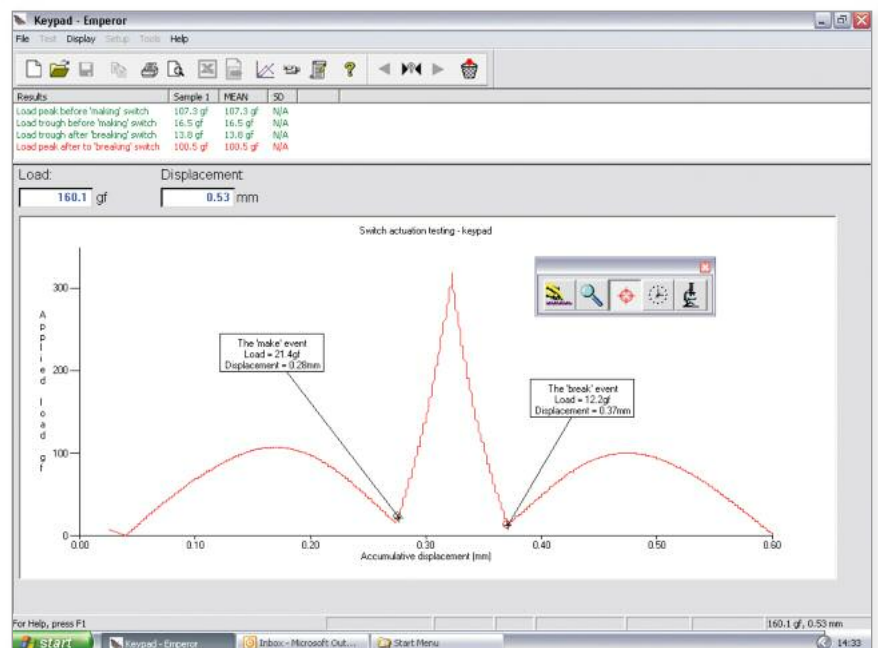 Keypad - Emperor
File Test Display Setup Tools Help
Results Sample 1 MEAN SD
Load peak before 'making' switch 107.3 gf 107.3 gf N/A
Load trough before 'making' switch 16.5 gf 16.5 gf N/A
Load trough after 'breaking' switch 13.8 gf 13.8 gf N/A
Load peak after to 'breaking' switch 100.5 gf 100.5 gf N/A
Load: Displacement:
160.1 gf 0.53 mm
Switch actuation testing - keypad
Applied load gf
300
200
100
0
The 'make' event
Load = 21.4gf
Displacement = 0.28mm
The 'break' event
Load = 12.2gf
Displacement = 0.37mm
0.00 0.10 0.20 0.30 0.40 0.50 0.60
Accumulative displacement (mm)
For Help, press F1 160.1 gf, 0.53 mm
start Keypad - Emperor Inbox - Microsoft Out... Start Menu 14:33